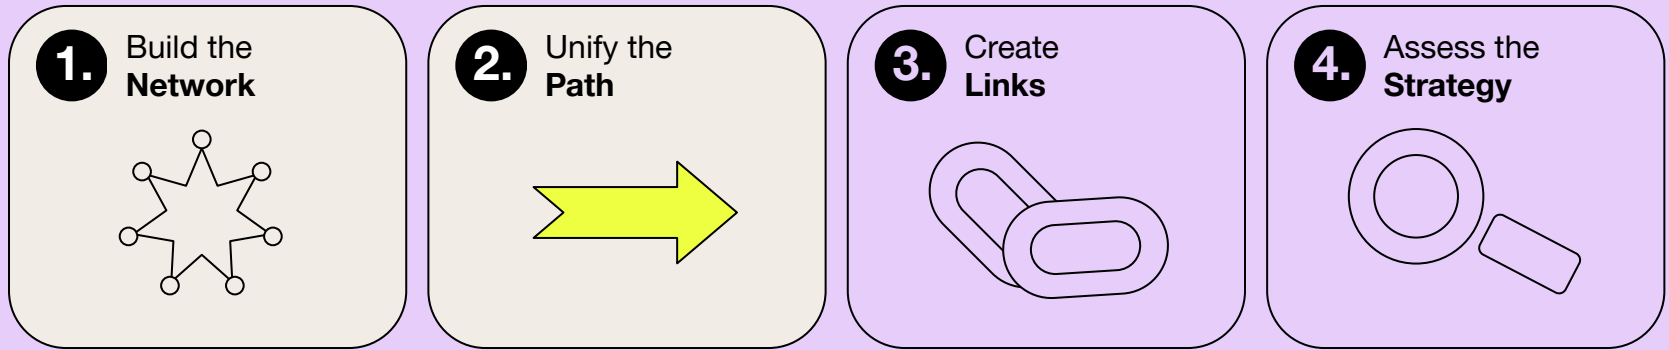 1. Build the
Network
2. Unify the
Path
3. Create
Links
4. Assess the
Strategy